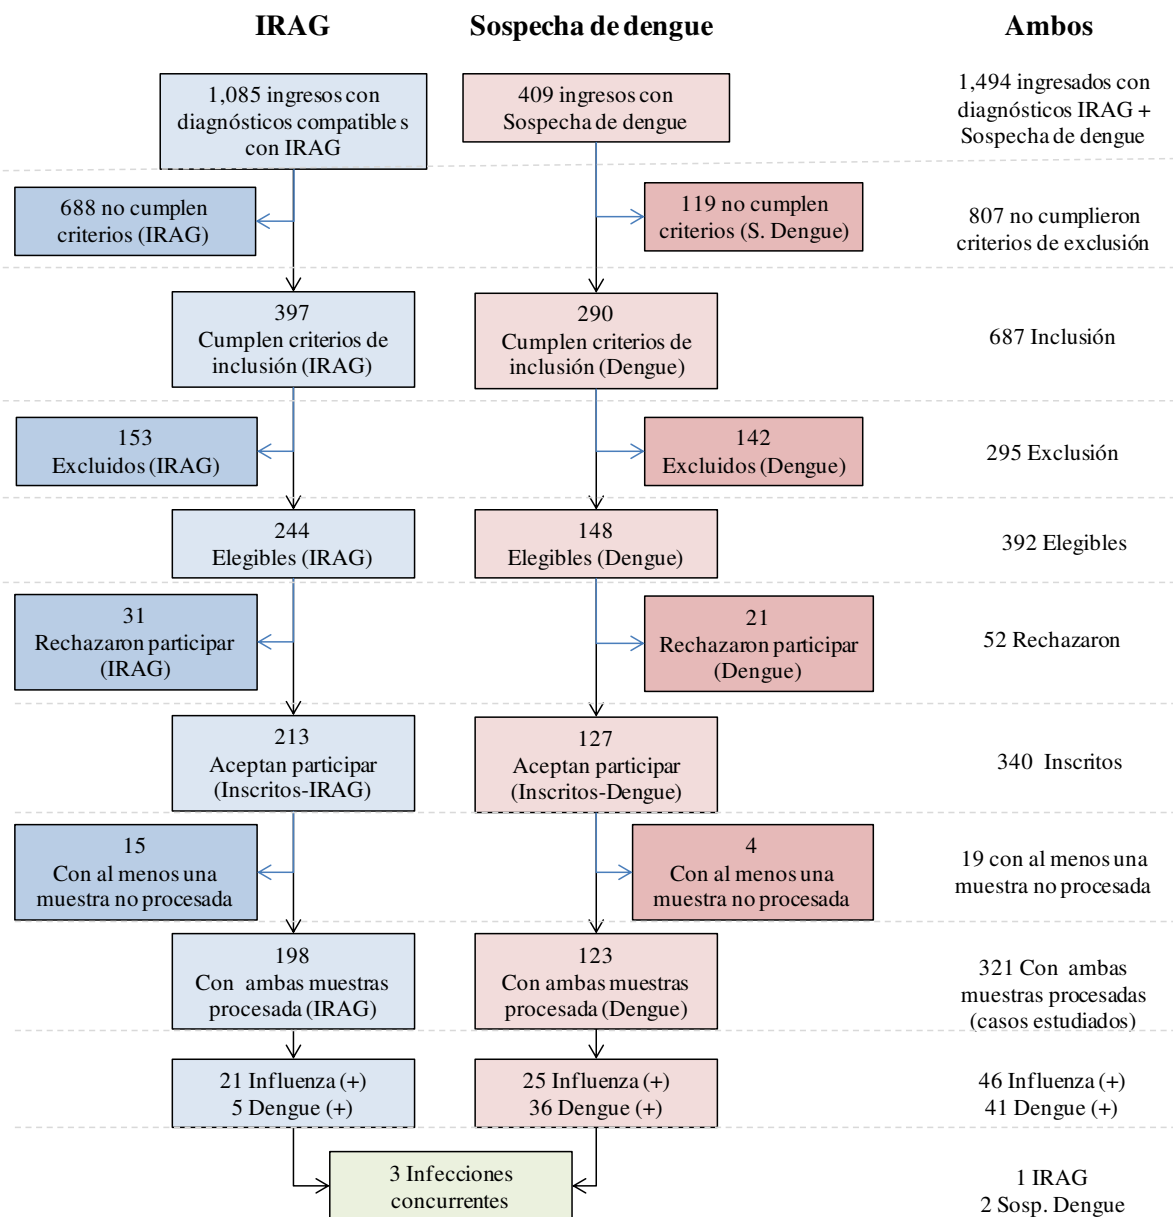 IRAG
Sospecha de dengue
Ambos
1,085 ingresos con
diagnósticos compatible s
con IRAG
409 ingresos con
Sospecha de dengue
1,494 ingresados con
diagnósticos IRAG +
Sospecha de dengue
688 no cumplen
criterios (IRAG)
119 no cumplen
criterios (S. Dengue)
807 no cumplieron
criterios de exclusión
397
Cumplen criterios de
inclusión (IRAG)
290
Cumplen criterios de
inclusión (Dengue)
687 Inclusión
153
Excluidos (IRAG)
142
Excluidos (Dengue)
295 Exclusión
244
Elegibles (IRAG)
148
Elegibles (Dengue)
392 Elegibles
31
Rechazaron participar
(IRAG)
21
Rechazaron participar
(Dengue)
52 Rechazaron
213
Aceptan participar
(Inscritos-IRAG)
127
Aceptan participar
(Inscritos-Dengue)
340 Inscritos
15
Con al menos una
muestra no procesada
4
Con al menos una
muestra no procesada
19 con al menos una
muestra no procesada
198
Con ambas muestras
procesada (IRAG)
123
Con ambas muestras
procesada (Dengue)
321 Con ambas
muestras procesadas
(casos estudiados)
21 Influenza (+)
5 Dengue (+)
25 Influenza (+)
36 Dengue (+)
46 Influenza (+)
41 Dengue (+)
3 Infecciones
concurrentes
1 IRAG
2 Sosp. Dengue